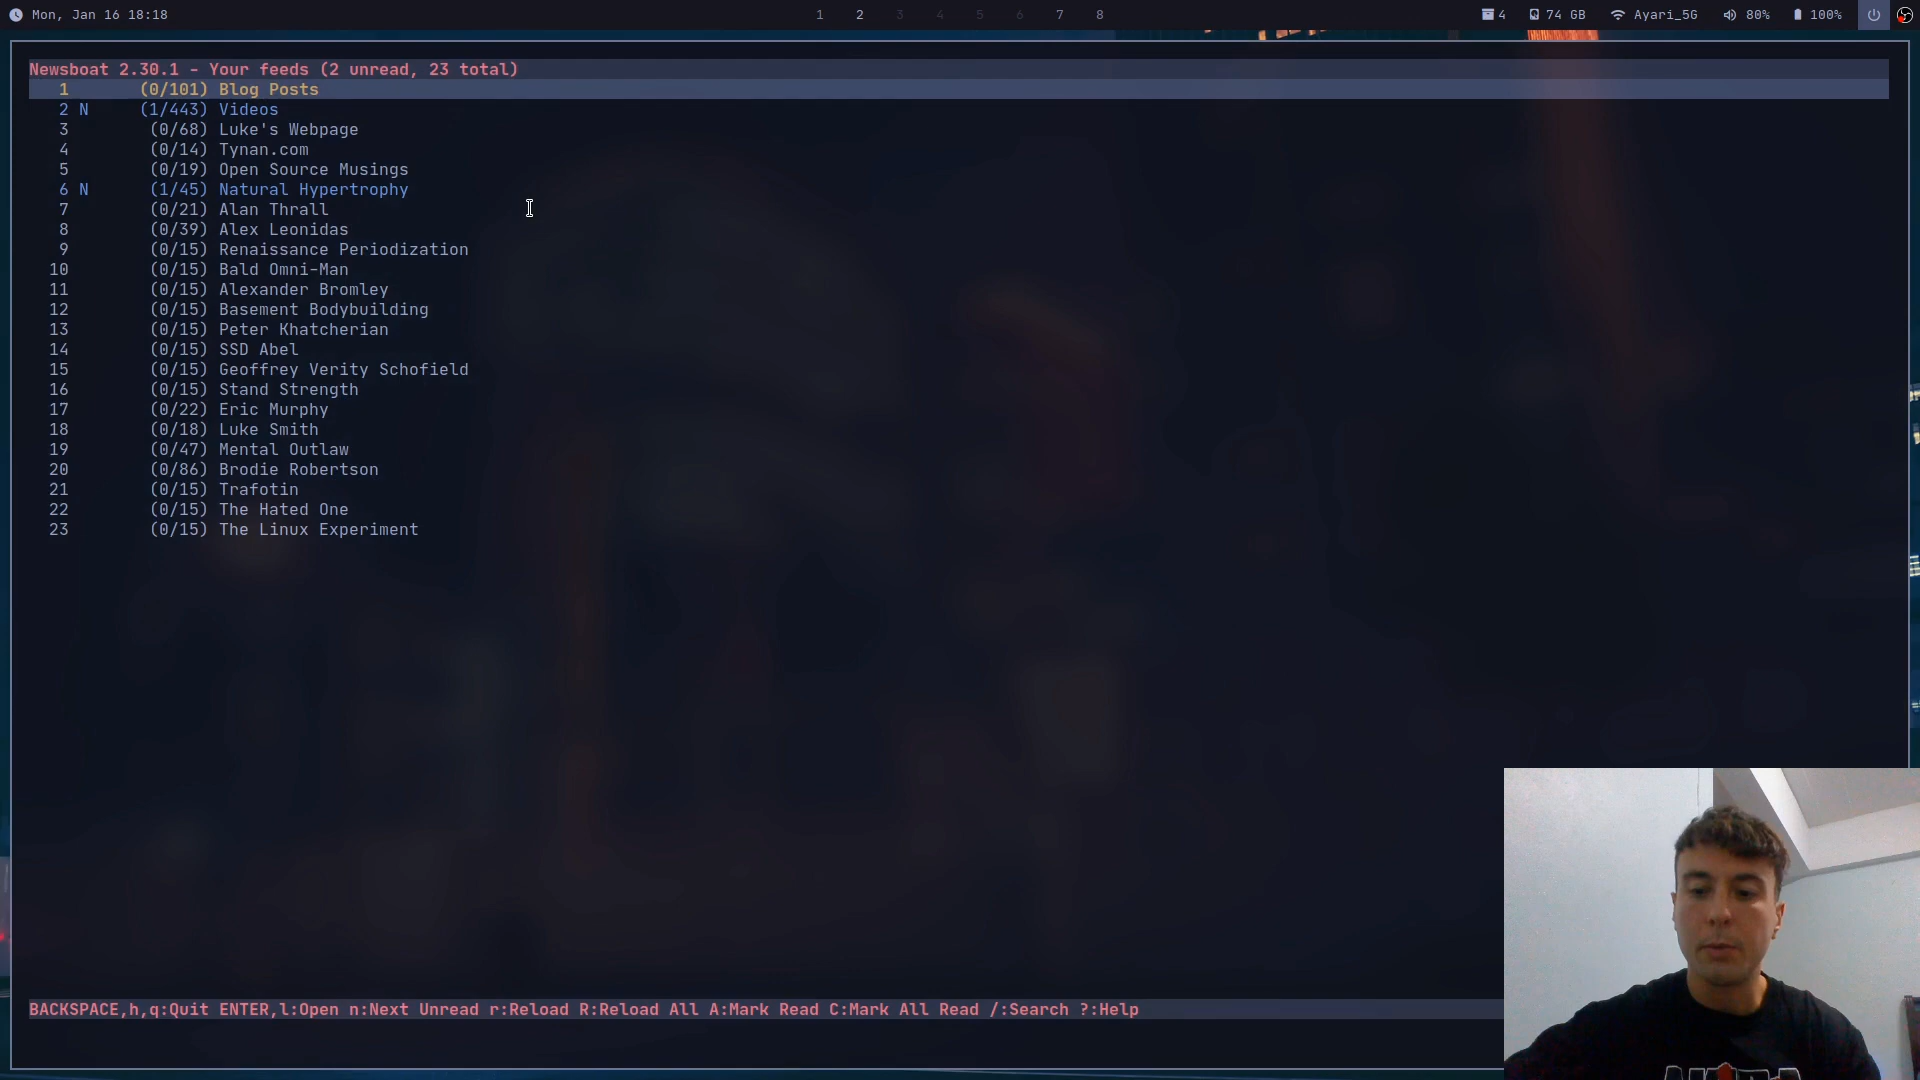 Mon, Jan 16 18:18 1 2 3 4 5 6 7 8 4 74 GB Ayari_5G 80% 100%
Newsboat 2.30.1 - Your feeds (2 unread, 23 total)
1 (0/101) Blog Posts
2 N (1/443) Videos
3 (0/68) Luke's Webpage
4 (0/14) Tynan.com
5 (0/19) Open Source Musings
6 N (1/45) Natural Hypertrophy
7 (0/21) Alan Thrall
8 (0/39) Alex Leonidas
9 (0/15) Renaissance Periodization
10 (0/15) Bald Omni-Man
11 (0/15) Alexander Bromley
12 (0/15) Basement Bodybuilding
13 (0/15) Peter Khatcherian
14 (0/15) SSD Abel
15 (0/15) Geoffrey Verity Schofield
16 (0/15) Stand Strength
17 (0/22) Eric Murphy
18 (0/18) Luke Smith
19 (0/47) Mental Outlaw
20 (0/86) Brodie Robertson
21 (0/15) Trafotin
22 (0/15) The Hated One
23 (0/15) The Linux Experiment
BACKSPACE,h,q:Quit ENTER,l:Open n:Next Unread r:Reload R:Reload All A:Mark Read C:Mark All Read /:Search ?:Help